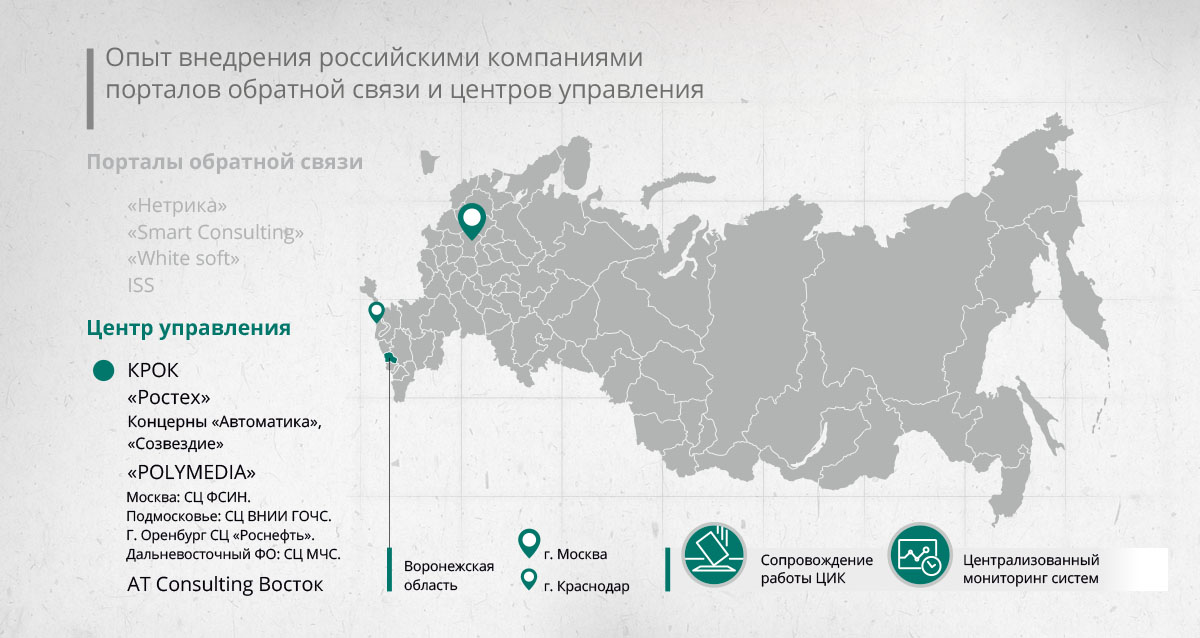 Опыт внедрения российскими компаниями
порталов обратной связи и центров управления
Порталы обратной связи
«Нетрика»
«Smart Consulting»
«White soft»
ISS
Центр управления
КРОК
«Ростех»
Концерны «Автоматика»,
«Созвездие»
«POLYMEDIA»
Москва: СЦ ФСИН.
Подмосковье: СЦ ВНИИ ГОЧС.
Г. Оренбург СЦ «Роснефть».
Дальневосточный ФО: СЦ МЧС.
AT Consulting Восток
Воронежская
область
г. Москва
г. Краснодар
Сопровождение
работы ЦИК
Централизованный
мониторинг систем